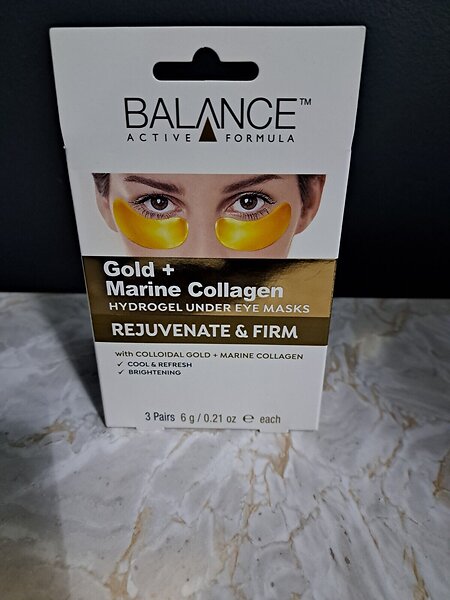 BALANCE™
ACTIVE FORMULA
Gold +
Marine Collagen
HYDROGEL UNDER EYE MASKS
REJUVENATE & FIRM
with COLLOIDAL GOLD + MARINE COLLAGEN
✓ COOL & REFRESH
✓ BRIGHTENING
3 Pairs 6 g / 0.21 oz ℮ each